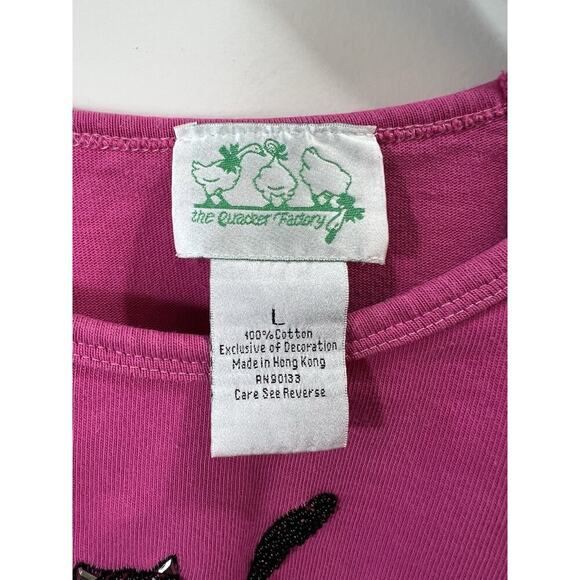 the Quacker Factory
L
100% Cotton
Exclusive of Decoration
Made in Hong Kong
RN90133
Care See Reverse